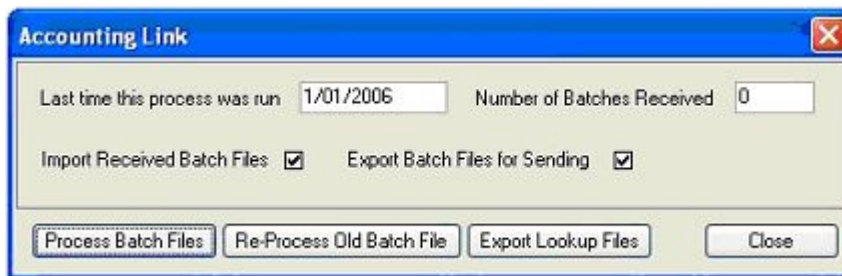 Accounting Link
Last time this process was run 1/01/2006 Number of Batches Received 0
Import Received Batch Files Export Batch Files for Sending
Process Batch Files Re-Process Old Batch File Export Lookup Files Close